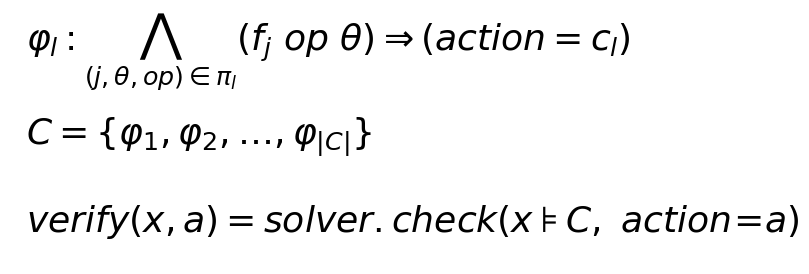 φ_l : ⋀_{(j, θ, op) ∈ π_l} (f_j op θ) ⇒ (action = c_l)
C = {φ_1, φ_2, …, φ_{|C|}}
verify(x, a) = solver.check(x ⊧ C, action=a)